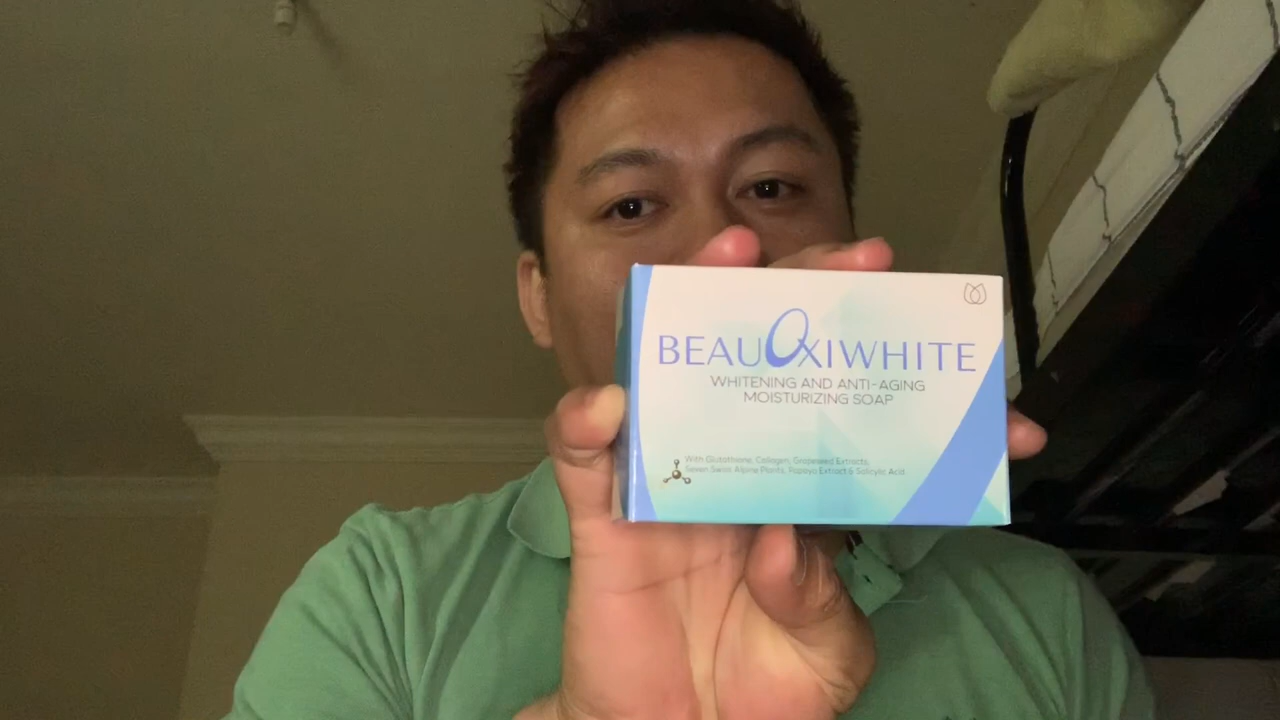 BEAUOXIWHITE
WHITENING AND ANTI-AGING
MOISTURIZING SOAP
With Glutathione, Collagen, Grapeseed Extracts,
Seven Swiss Alpine Plants, Papaya Extract & Salicylic Acid